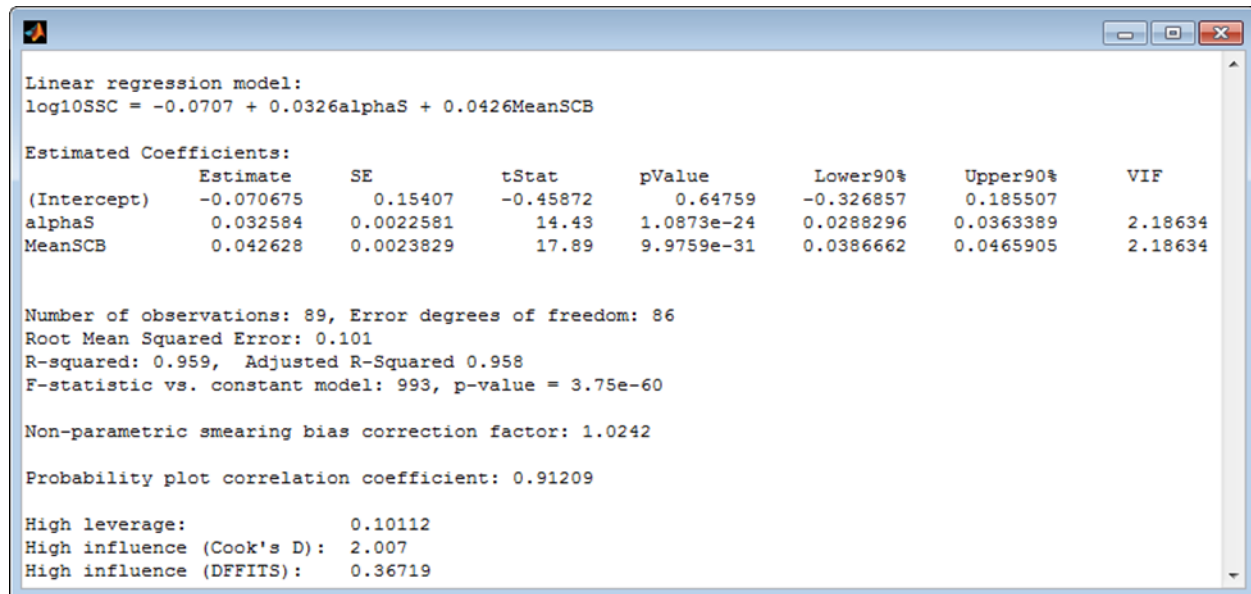 Linear regression model:
log10SSC = -0.0707 + 0.0326alphaS + 0.0426MeanSCB
Estimated Coefficients:
Estimate SE tStat pValue Lower90% Upper90% VIF
(Intercept) -0.070675 0.15407 -0.45872 0.64759 -0.326857 0.185507
alphaS 0.032584 0.0022581 14.43 1.0873e-24 0.0288296 0.0363389 2.18634
MeanSCB 0.042628 0.0023829 17.89 9.9759e-31 0.0386662 0.0465905 2.18634
Number of observations: 89, Error degrees of freedom: 86
Root Mean Squared Error: 0.101
R-squared: 0.959, Adjusted R-Squared 0.958
F-statistic vs. constant model: 993, p-value = 3.75e-60
Non-parametric smearing bias correction factor: 1.0242
Probability plot correlation coefficient: 0.91209
High leverage: 0.10112
High influence (Cook's D): 2.007
High influence (DFFITS): 0.36719